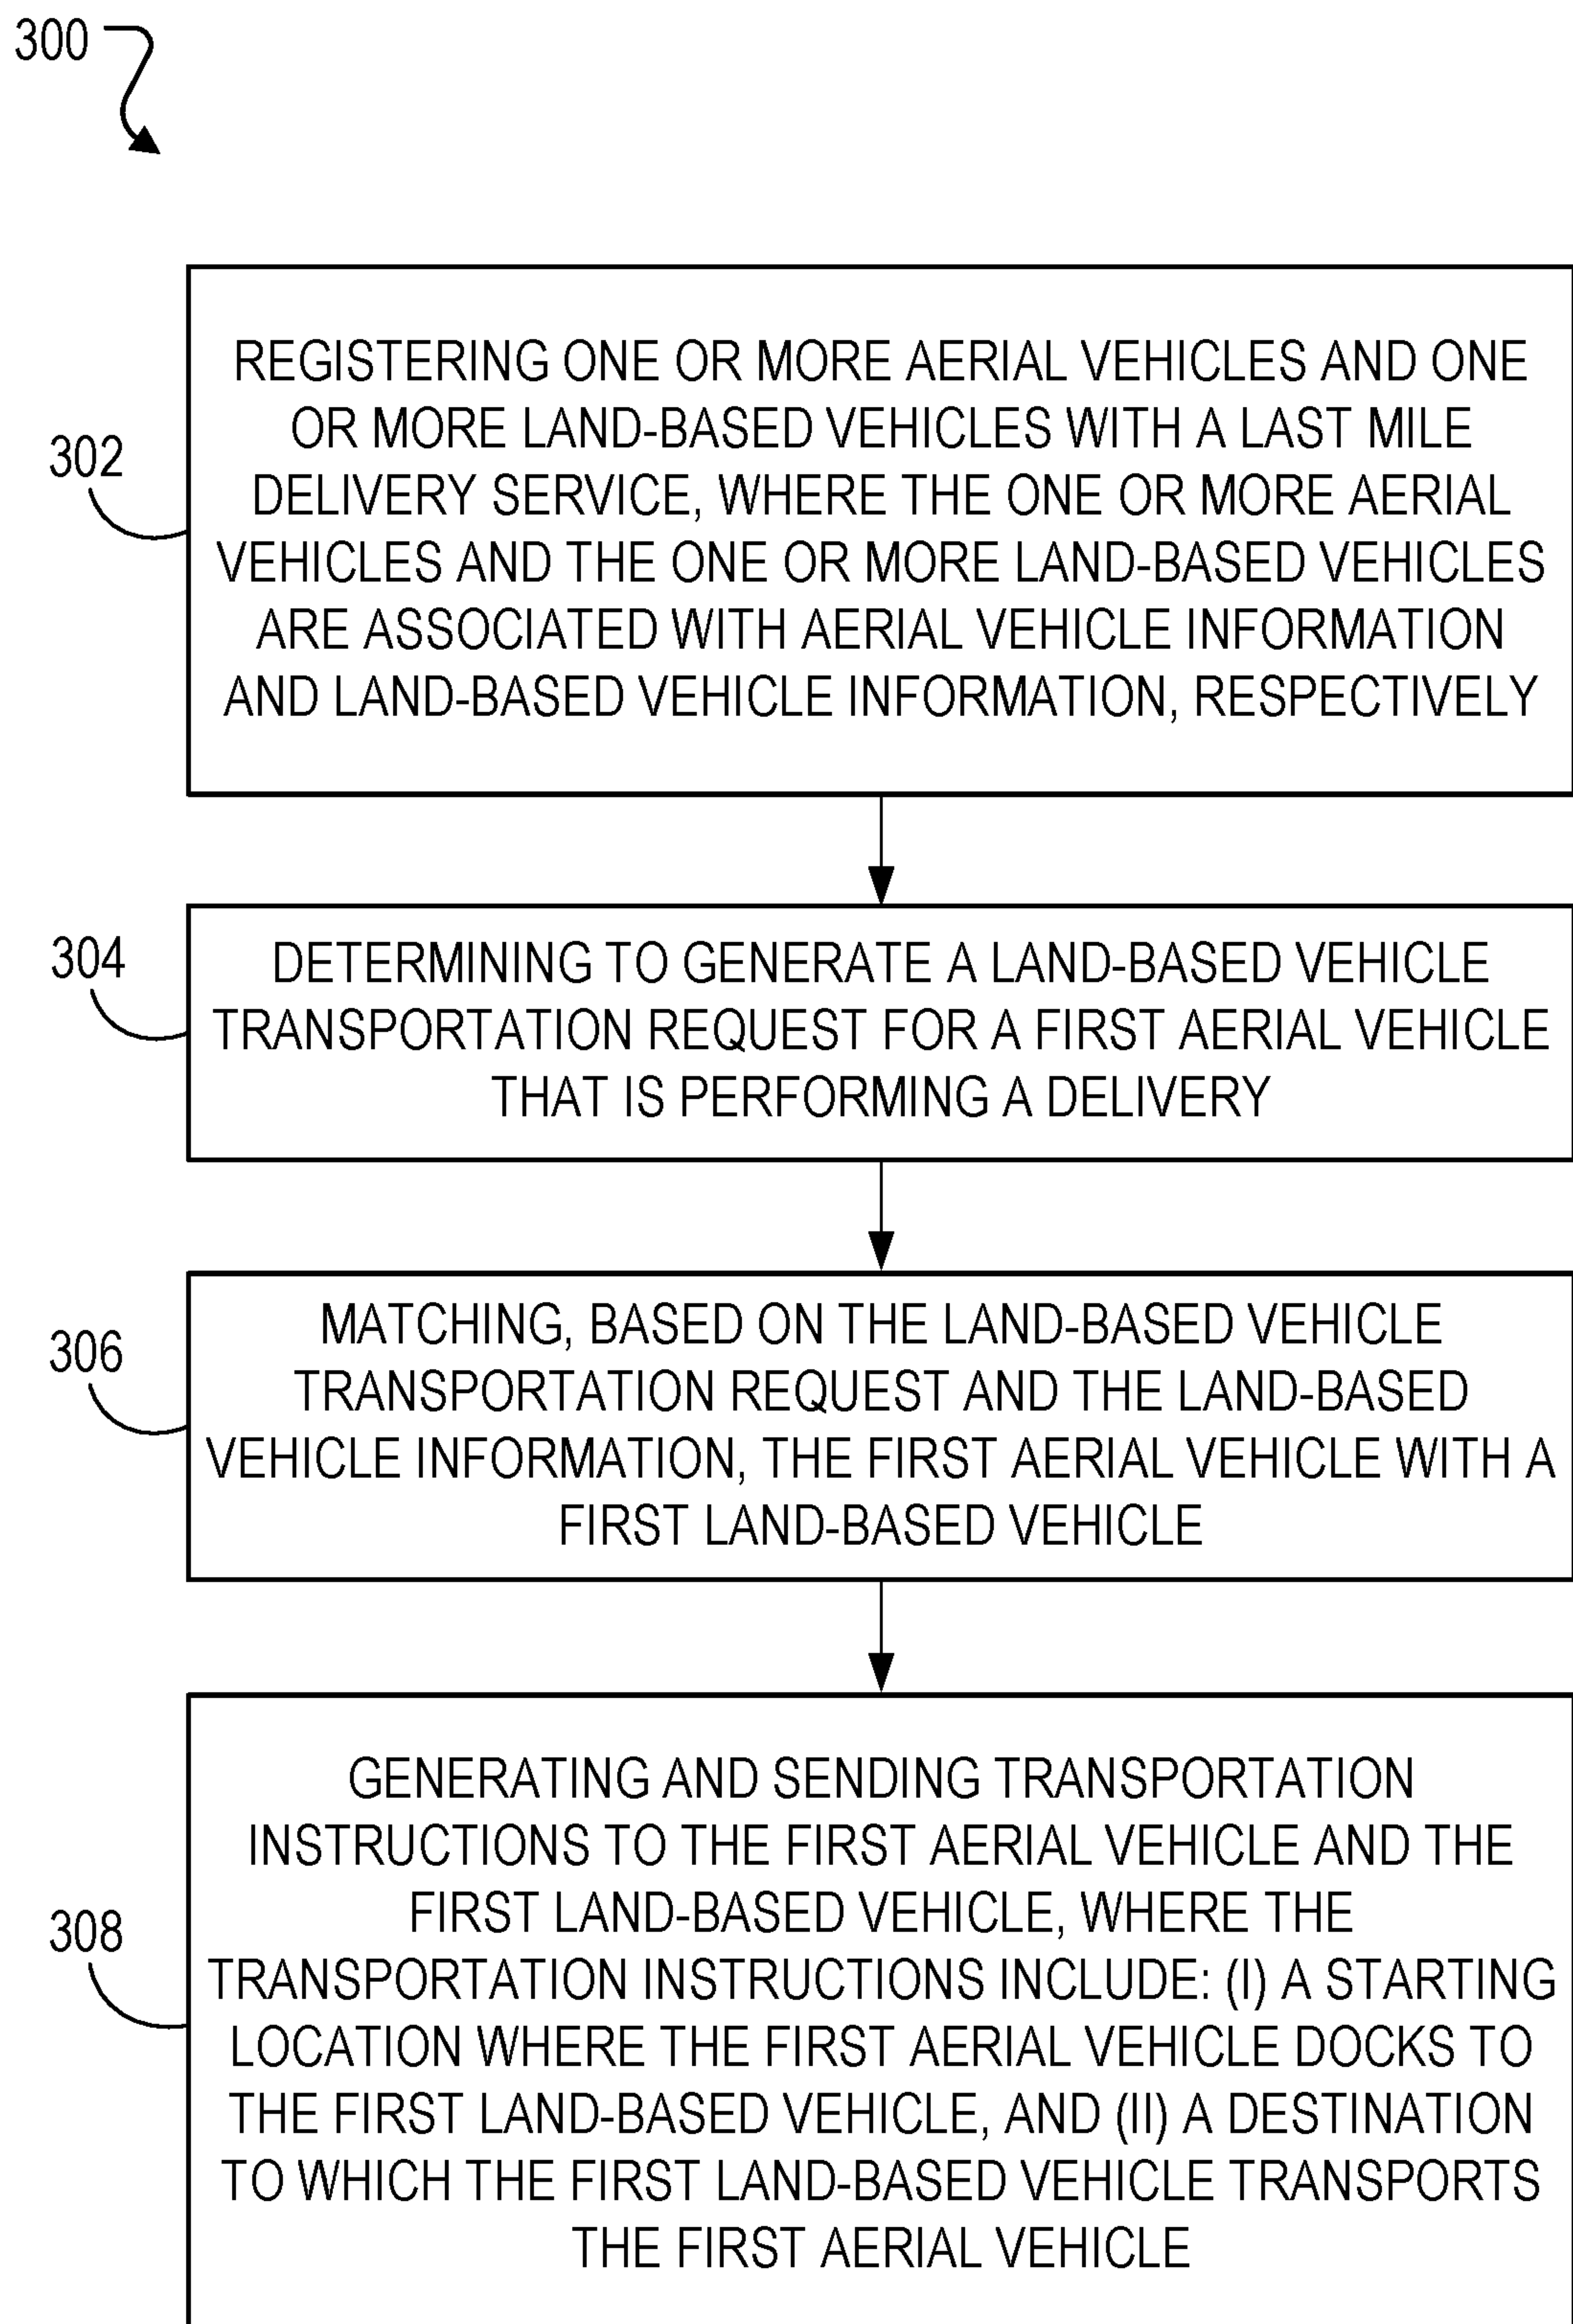 300
302
REGISTERING ONE OR MORE AERIAL VEHICLES AND ONE
OR MORE LAND-BASED VEHICLES WITH A LAST MILE
DELIVERY SERVICE, WHERE THE ONE OR MORE AERIAL
VEHICLES AND THE ONE OR MORE LAND-BASED VEHICLES
ARE ASSOCIATED WITH AERIAL VEHICLE INFORMATION
AND LAND-BASED VEHICLE INFORMATION, RESPECTIVELY
304
DETERMINING TO GENERATE A LAND-BASED VEHICLE
TRANSPORTATION REQUEST FOR A FIRST AERIAL VEHICLE
THAT IS PERFORMING A DELIVERY
306
MATCHING, BASED ON THE LAND-BASED VEHICLE
TRANSPORTATION REQUEST AND THE LAND-BASED
VEHICLE INFORMATION, THE FIRST AERIAL VEHICLE WITH A
FIRST LAND-BASED VEHICLE
308
GENERATING AND SENDING TRANSPORTATION
INSTRUCTIONS TO THE FIRST AERIAL VEHICLE AND THE
FIRST LAND-BASED VEHICLE, WHERE THE
TRANSPORTATION INSTRUCTIONS INCLUDE: (I) A STARTING
LOCATION WHERE THE FIRST AERIAL VEHICLE DOCKS TO
THE FIRST LAND-BASED VEHICLE, AND (II) A DESTINATION
TO WHICH THE FIRST LAND-BASED VEHICLE TRANSPORTS
THE FIRST AERIAL VEHICLE